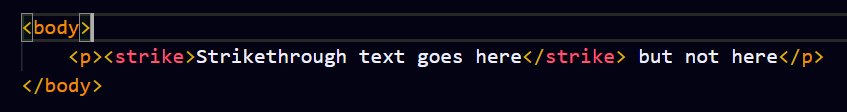 <body>
<p><strike>Strikethrough text goes here</strike> but not here</p>
</body>